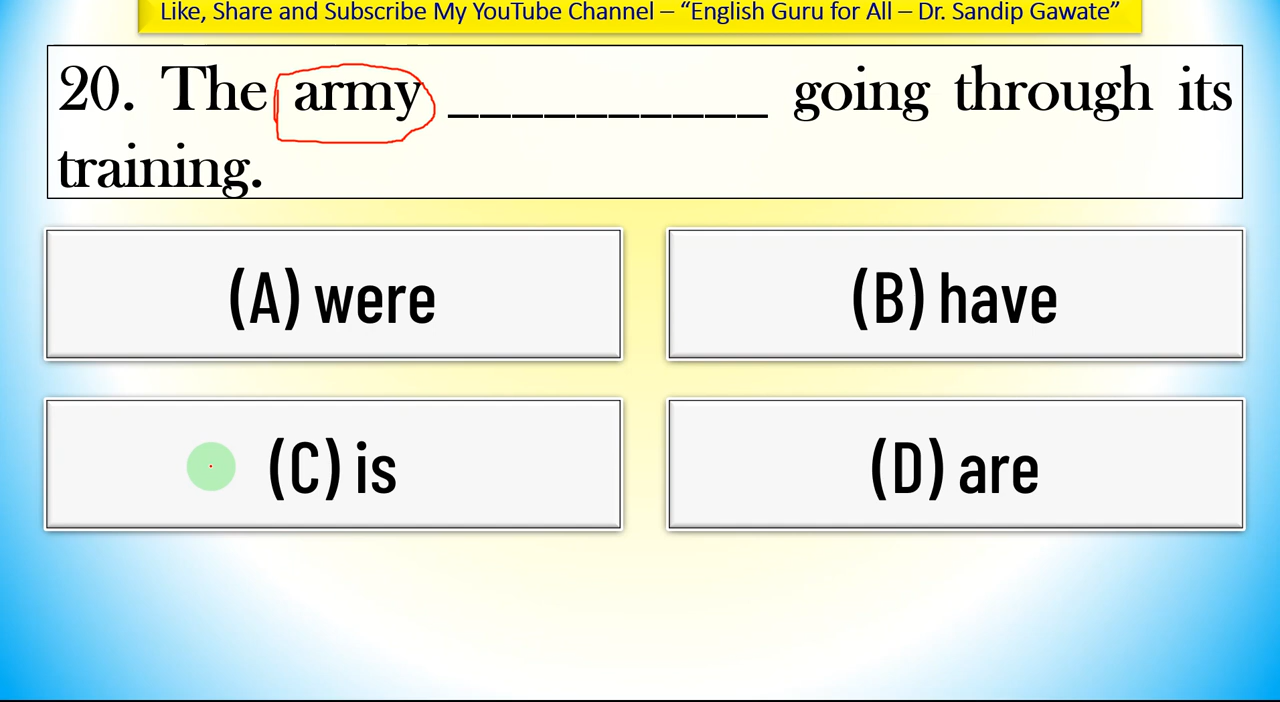 Like, Share and Subscribe My YouTube Channel – “English Guru for All – Dr. Sandip Gawate”
20. The army __________ going through its
training.
(A) were
(B) have
(C) is
(D) are